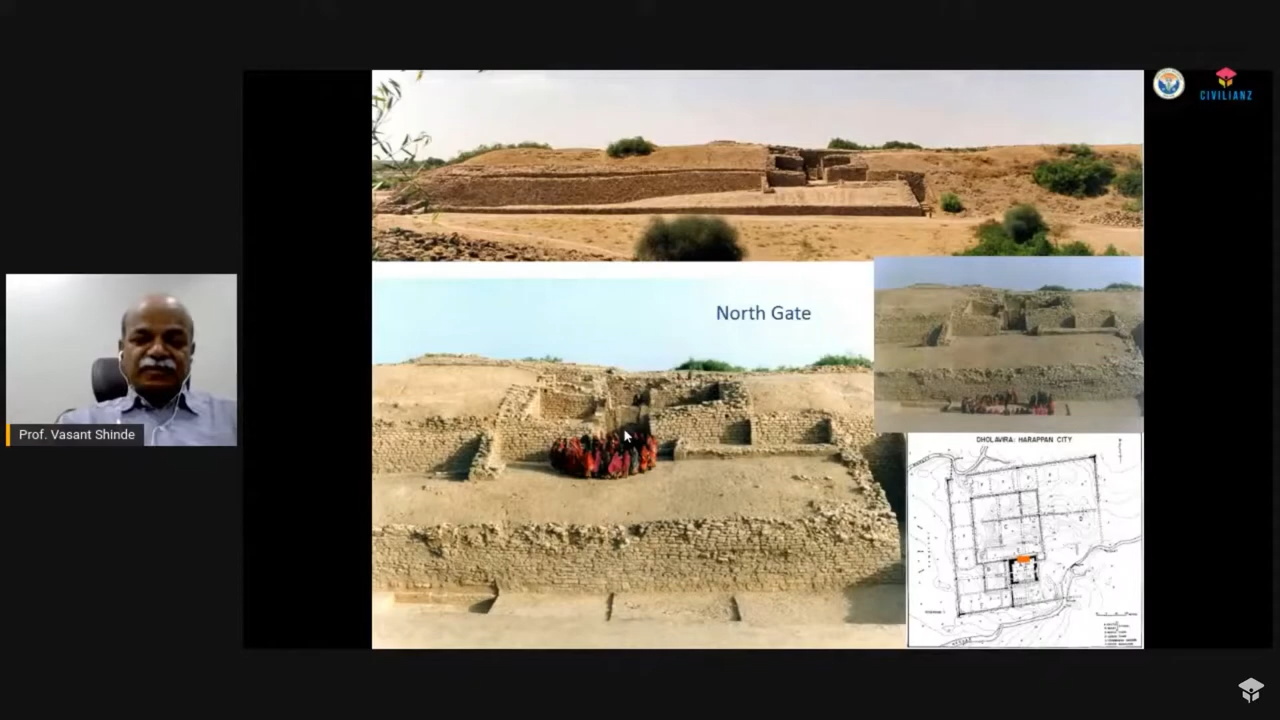 CIVILIANZ
North Gate
Prof. Vasant Shinde
DHOLAVIRA: HARAPPAN CITY